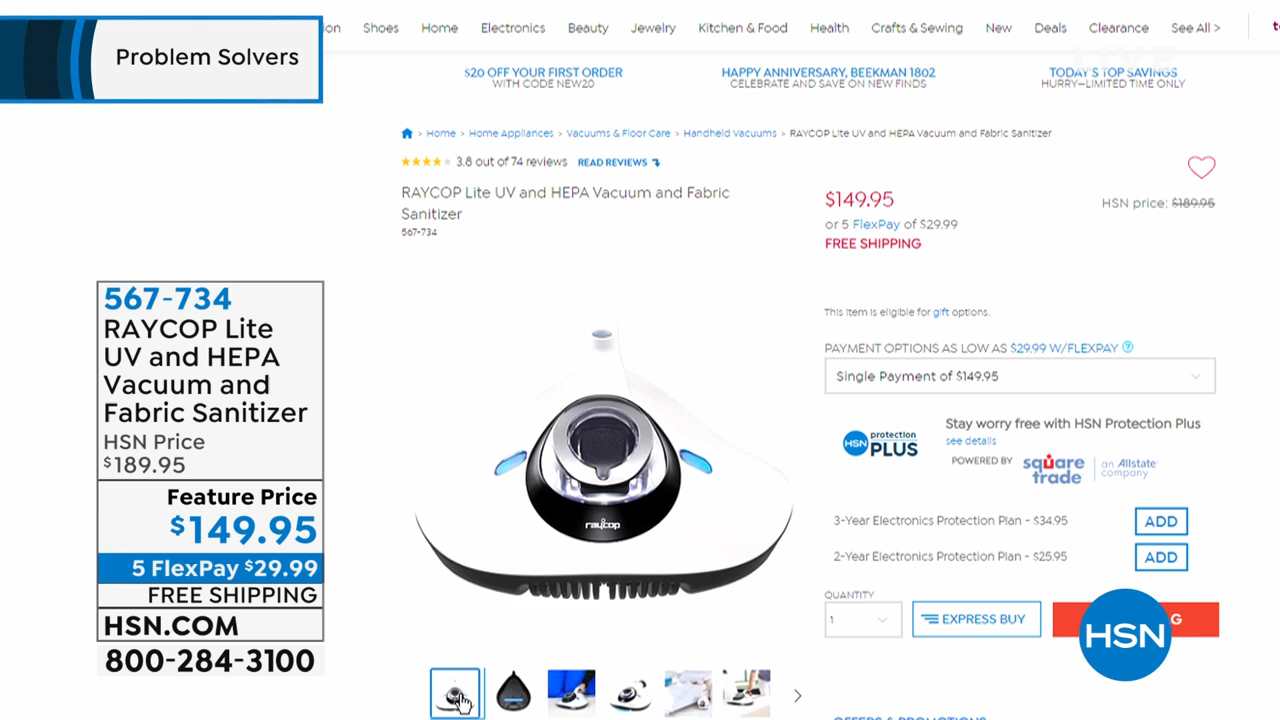 Problem Solvers
Shoes
Home
Electronics
Beauty
Jewelry
Kitchen & Food
Health
Crafts & Sewing
New
Deals
Clearance
See All >
LIVE
$20 OFF YOUR FIRST ORDER
WITH CODE NEW20
HAPPY ANNIVERSARY, BEEKMAN 1802
CELEBRATE AND SAVE ON NEW FINDS
TODAY'S TOP SAVINGS
HURRY—LIMITED TIME ONLY
> Home > Home Appliances > Vacuums & Floor Care > Handheld Vacuums > RAYCOP Lite UV and HEPA Vacuum and Fabric Sanitizer
3.8 out of 74 reviews READ REVIEWS
RAYCOP Lite UV and HEPA Vacuum and Fabric
Sanitizer
567-734
$149.95
HSN price: $189.95
or 5 FlexPay of $29.99
FREE SHIPPING
This item is eligible for gift options.
PAYMENT OPTIONS AS LOW AS $29.99 W/FLEXPAY ?
Single Payment of $149.95
HSN protection PLUS
Stay worry free with HSN Protection Plus
see details
POWERED BY square trade | an Allstate company
3-Year Electronics Protection Plan - $34.95
ADD
2-Year Electronics Protection Plan - $25.95
ADD
QUANTITY
1
EXPRESS BUY
G
HSN
raycop
567-734
RAYCOP Lite
UV and HEPA
Vacuum and
Fabric Sanitizer
HSN Price
$189.95
Feature Price
$149.95
5 FlexPay $29.99
FREE SHIPPING
HSN.COM
800-284-3100
OFFERS & PROMOTIONS